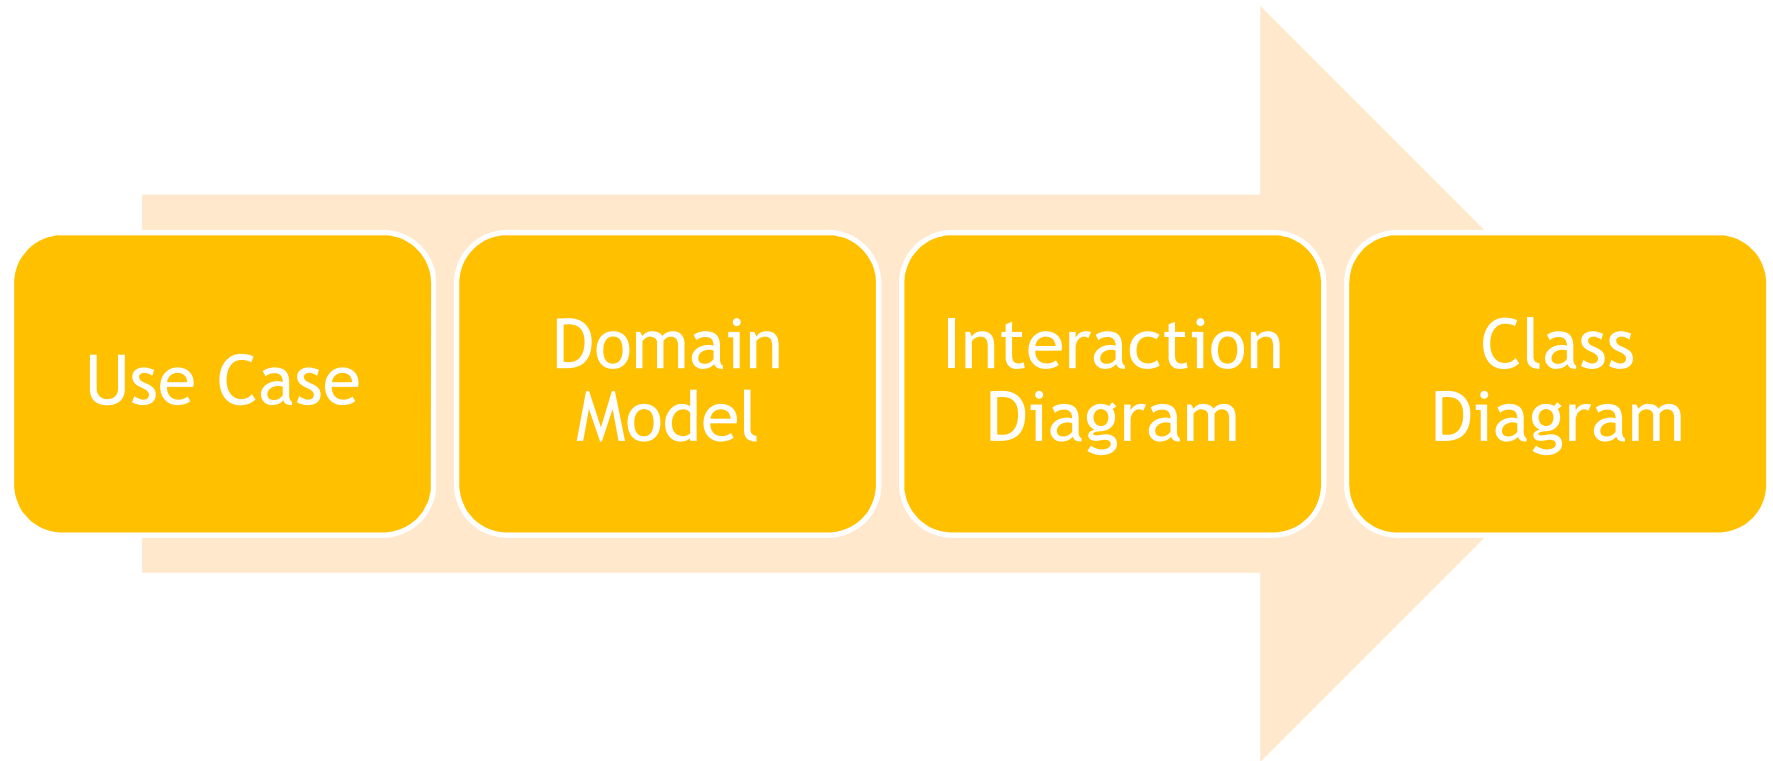 Use Case
Domain
Model
Interaction
Diagram
Class
Diagram